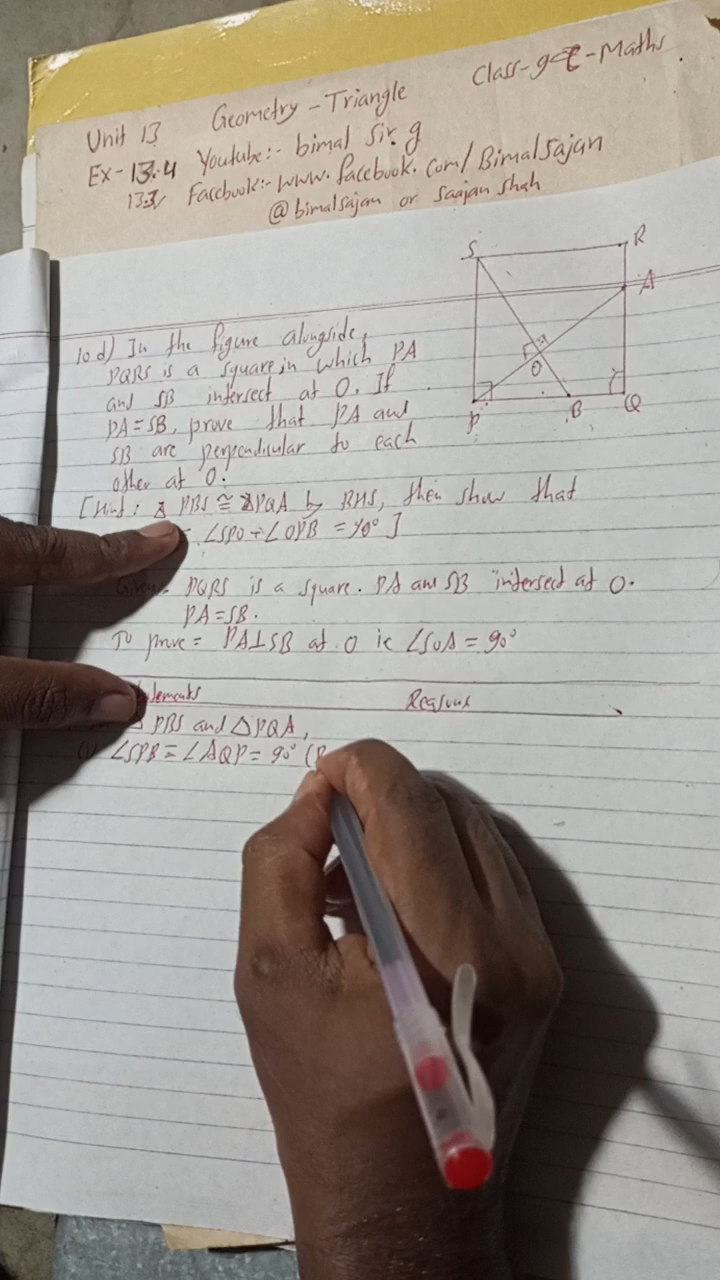 Unit 13 Geometry - Triangle Class-9
Maths
Ex-13.4 Youtube:- bimal sir g
13.3 Facebook:- www.facebook.com/Bimalsajan
@bimalsajan or saajan shah
S R
A
O
P B Q
10.d) In the figure alongside,
PQRS is a square in which PA
and SB intersect at O. If
PA=SB, prove that PA and
SB are perpendicular to each
other at O.
[Hint: Δ PBS ≅ ΔPQA by RHS, then show that
= ∠SPO+∠OPB = 90°]
PQRS is a square. PA and SB intersect at O.
PA=SB.
To prove = PA⊥SB at O ie ∠SOA = 90°
Reasons
Δ PBS and ΔPQA,
∠SPB = ∠AQP = 90° (